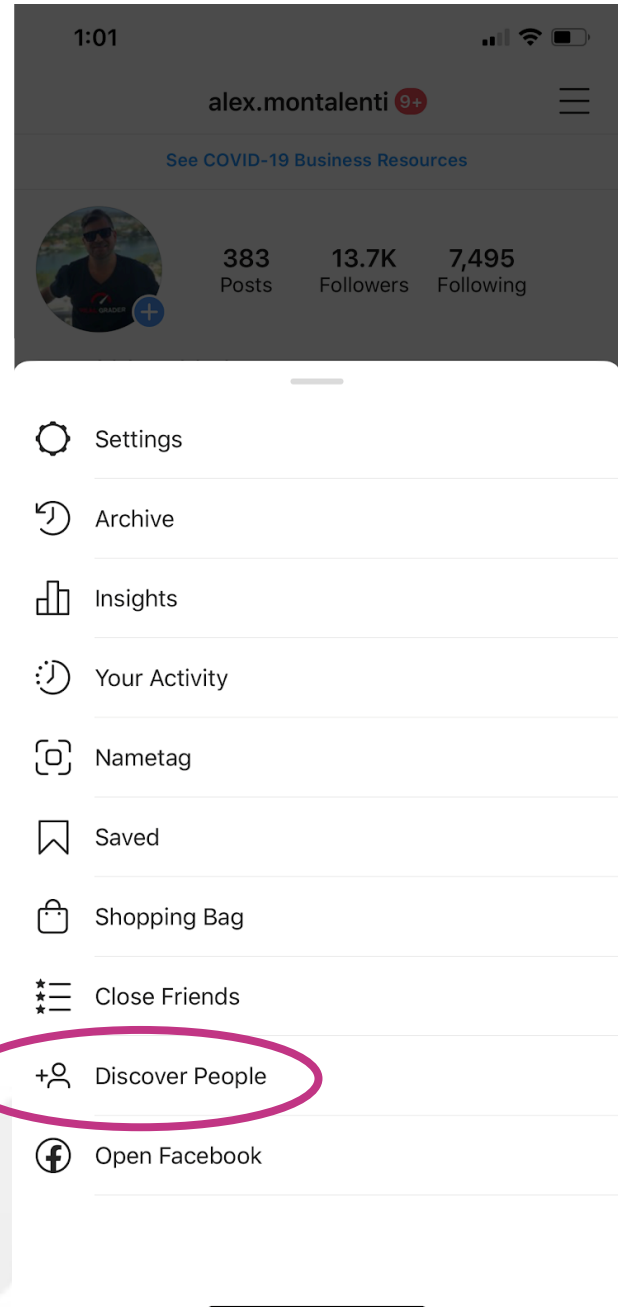 1:01
alex.montalenti 9+
See COVID-19 Business Resources
383 13.7K 7,495
Posts Followers Following
Settings
Archive
Insights
Your Activity
Nametag
Saved
Shopping Bag
Close Friends
Discover People
Open Facebook